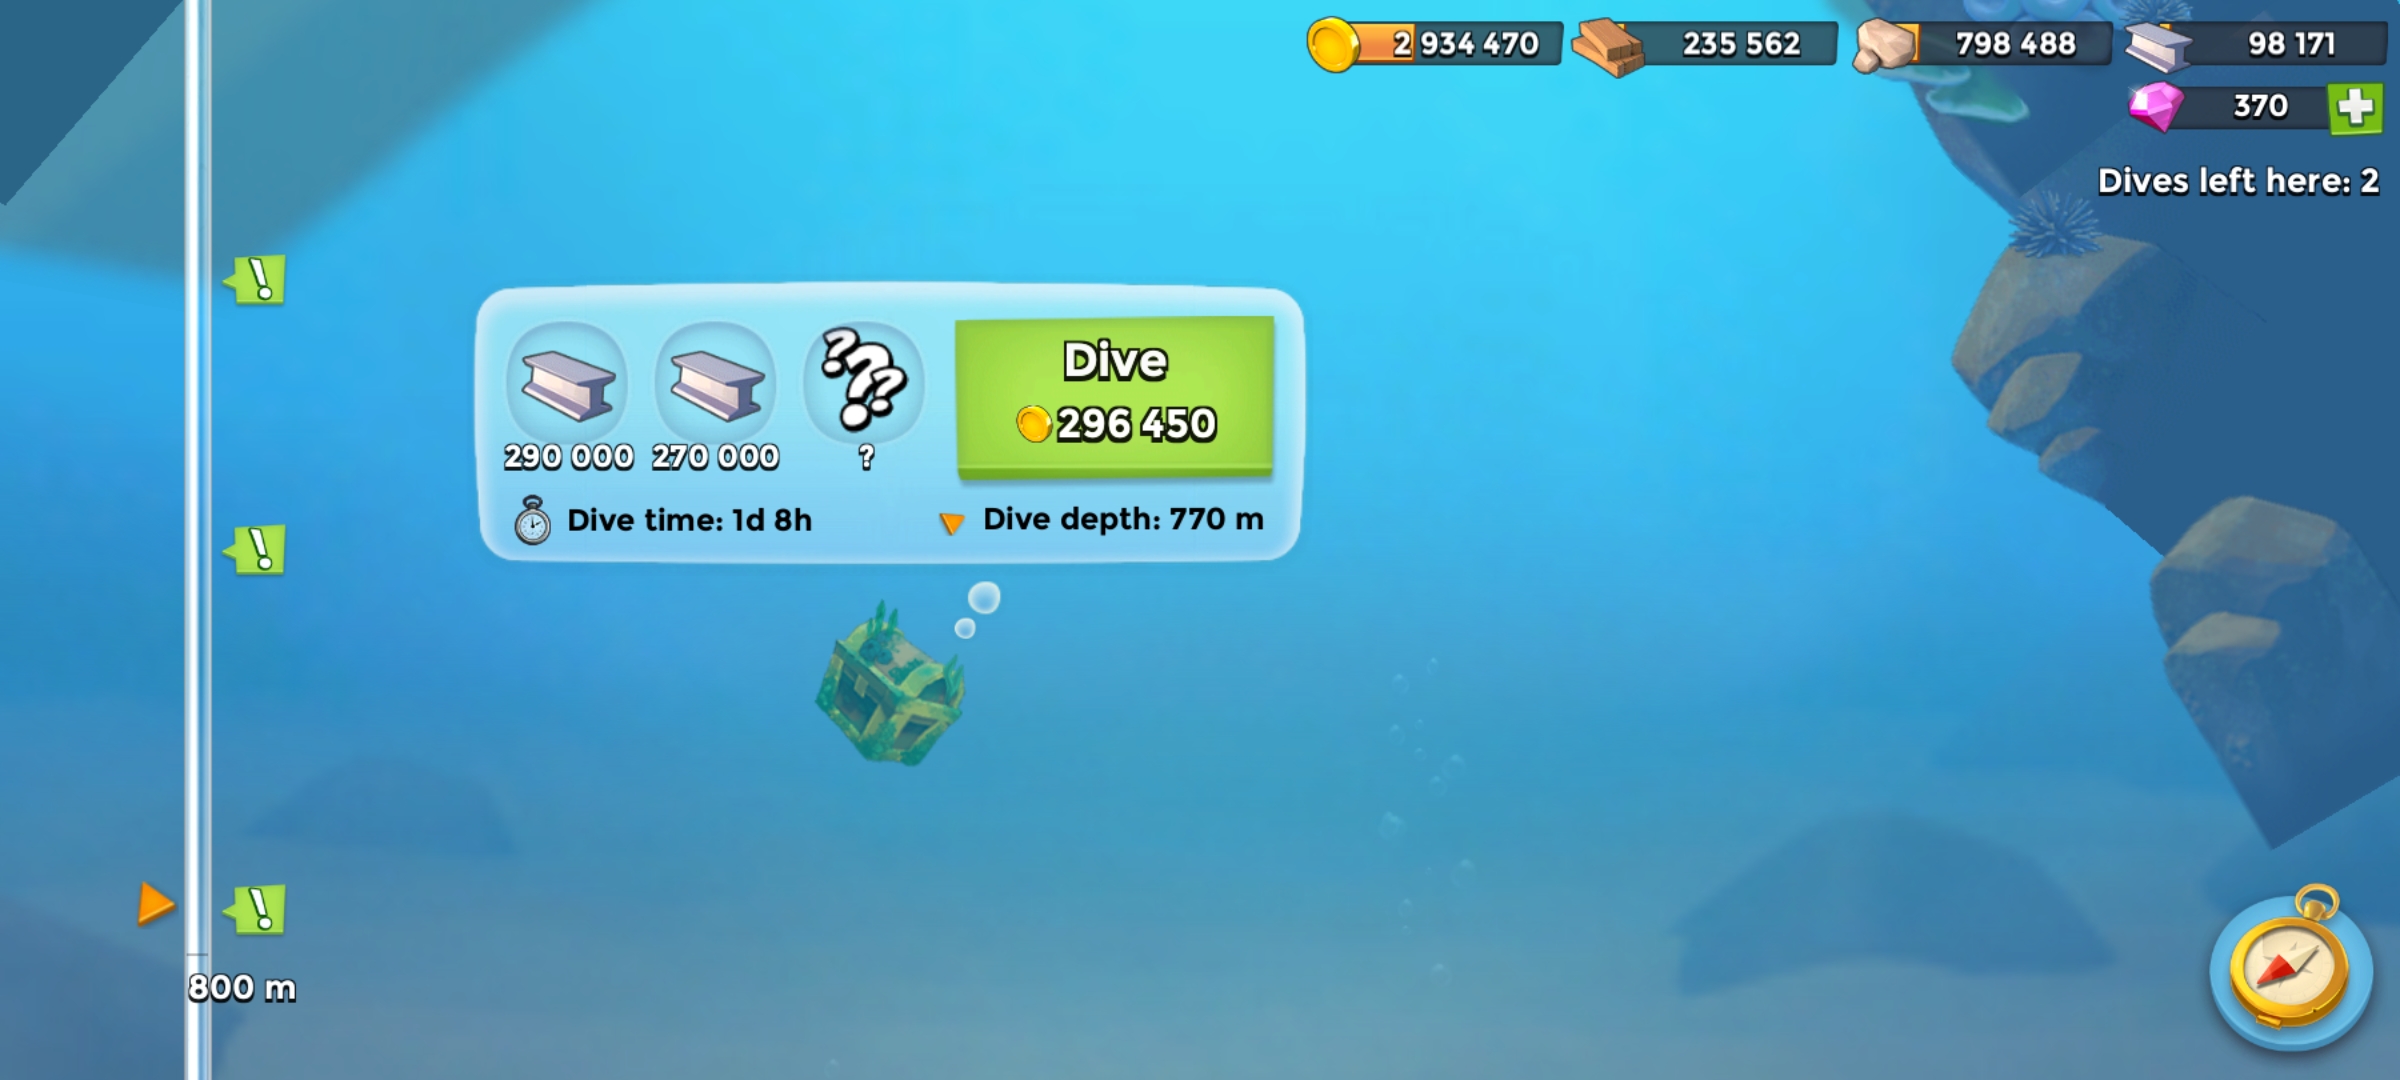 2 934 470
235 562
798 488
98 171
370
Dives left here: 2
!
Dive
296 450
290 000
270 000
?
Dive time: 1d 8h
Dive depth: 770 m
!
!
800 m